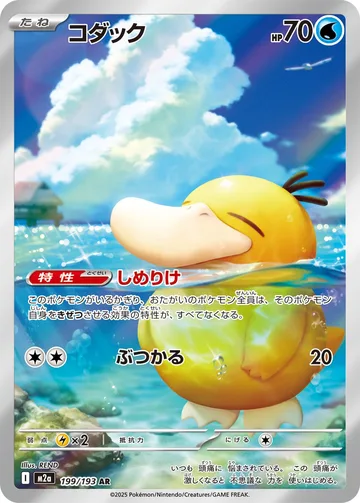 たね コダック HP70
特性 とくせい しめりけ
このポケモンがいるかぎり、おたがいのポケモン全員は、そのポケモン
自身をきぜつさせる効果の特性が、すべてなくなる。
ぶつかる 20
弱点 ×2 抵抗力 にげる
Illus. REND
I m2a 199/193 AR
いつも 頭痛に 悩まされている。 この
頭痛が 激しくなると 不思議な 力を 使いはじめる。
©2025 Pokémon/Nintendo/Creatures/GAME FREAK.